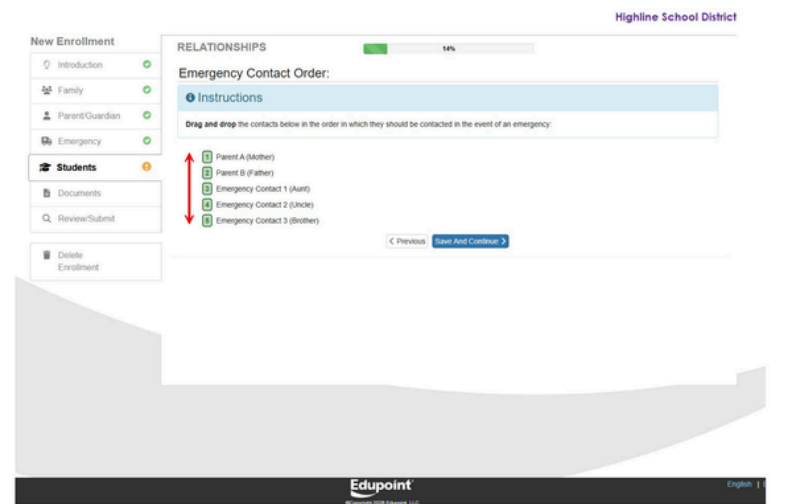 Highline School District
New Enrollment
Introduction
Family
Parent/Guardian
Emergency
Students
Documents
Review/Submit
Delete
Enrollment
RELATIONSHIPS
14%
Emergency Contact Order:
Instructions
Drag and drop the contacts below in the order in which they should be contacted in the event of an emergency:
1 Parent A (Mother)
2 Parent B (Father)
3 Emergency Contact 1 (Aunt)
4 Emergency Contact 2 (Uncle)
5 Emergency Contact 3 (Brother)
Previous Save And Continue
Edupoint
English |